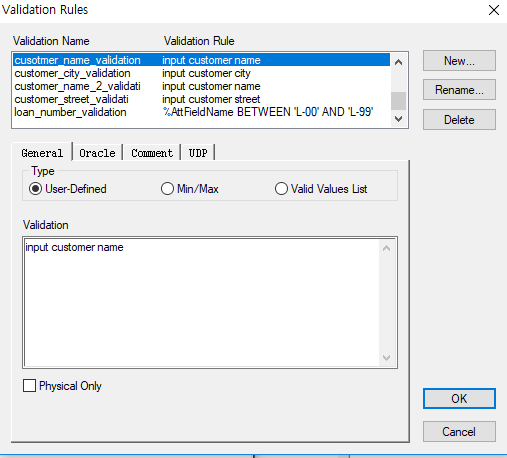 Validation Rules
Validation Name Validation Rule
cusotmer_name_validation input customer name
customer_city_validation input customer city
customer_name_2_validati input customer name
customer_street_validati input customer street
loan_number_validation %AttFieldName BETWEEN 'L-00' AND 'L-99'
New...
Rename...
Delete
General Oracle Comment UDP
Type
User-Defined Min/Max Valid Values List
Validation
input customer name
Physical Only
OK
Cancel